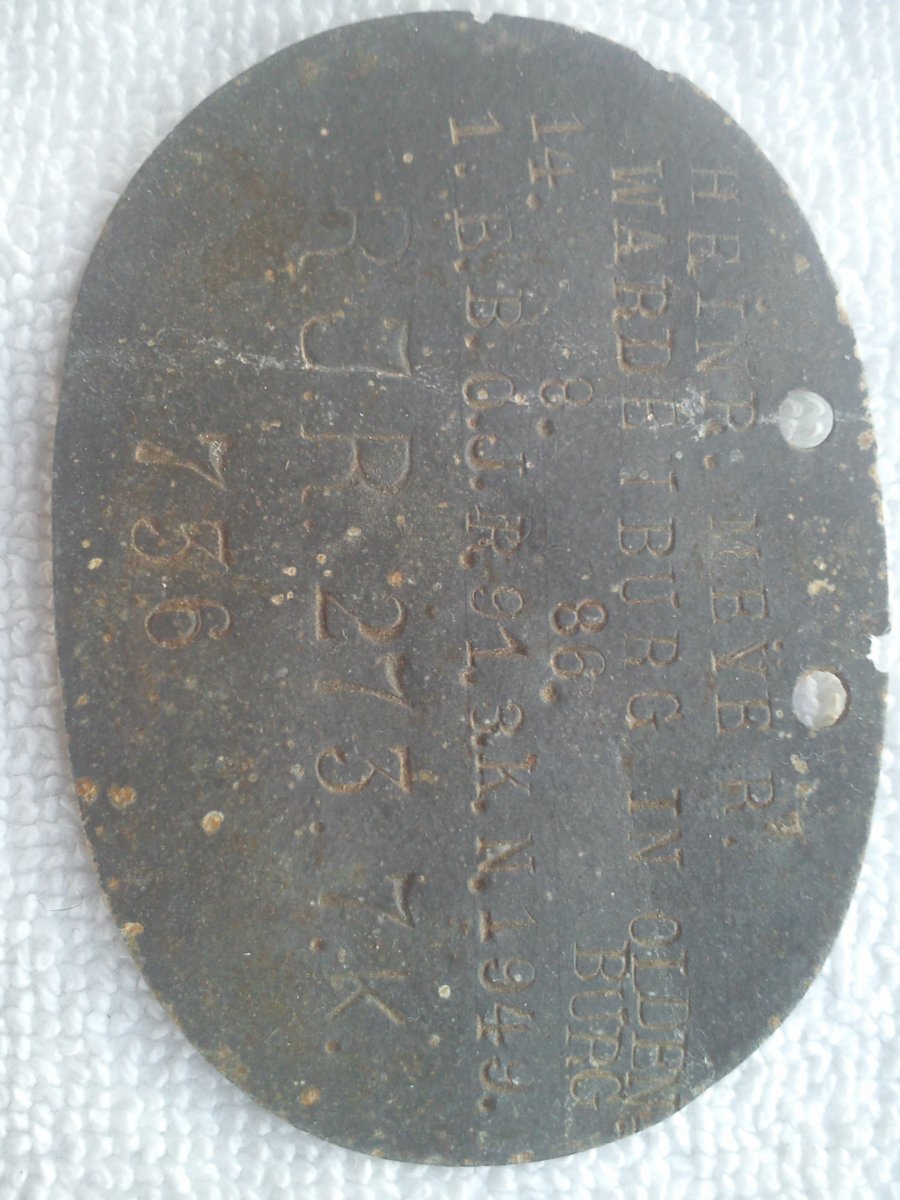 HEINR. MEYER.
WARDENBURG IN OLDEN
BURG
14. 8. 86.
1. E. B. d. J. R. 91. 3. K. N. 1949.
R. J. R. 273. 7. K.
736